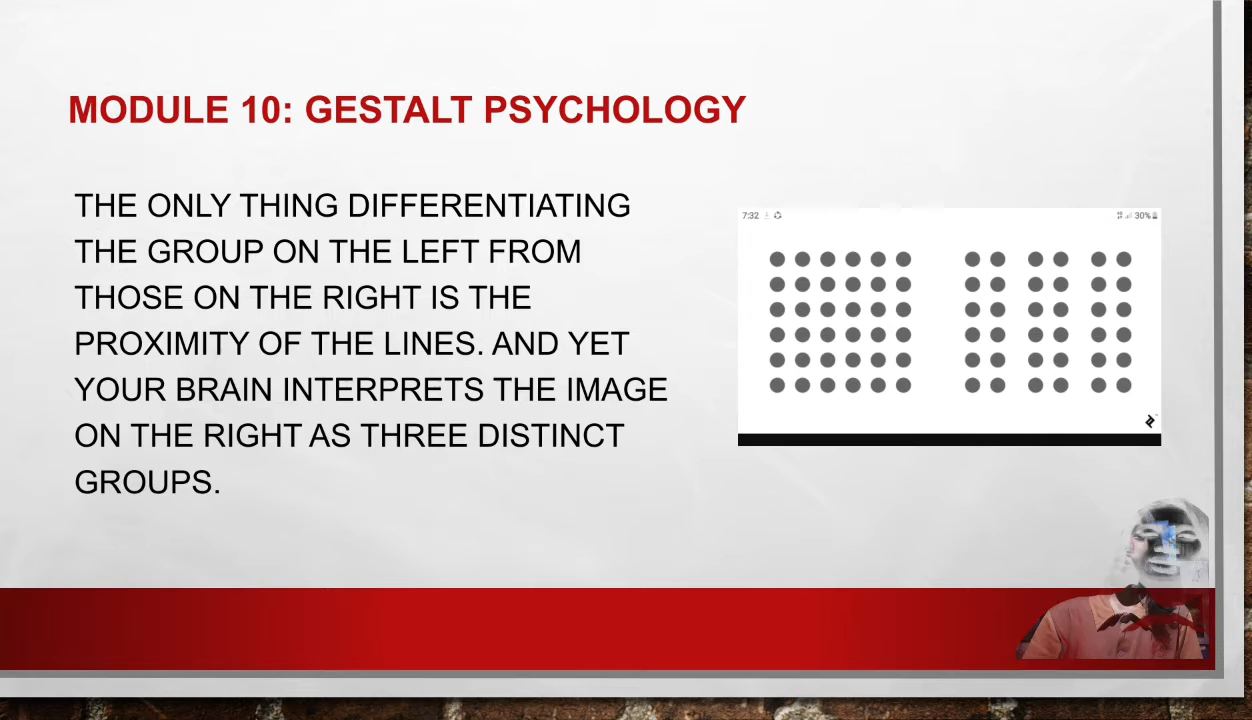 MODULE 10: GESTALT PSYCHOLOGY
THE ONLY THING DIFFERENTIATING
THE GROUP ON THE LEFT FROM
THOSE ON THE RIGHT IS THE
PROXIMITY OF THE LINES. AND YET
YOUR BRAIN INTERPRETS THE IMAGE
ON THE RIGHT AS THREE DISTINCT
GROUPS.
7:32
30%